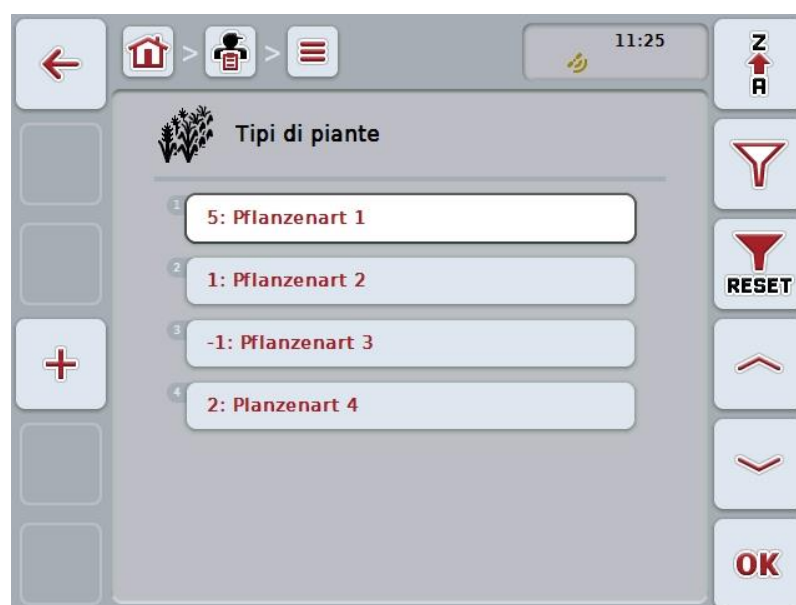 11:25
Z
A
Tipi di piante
1
5: Pflanzenart 1
2
1: Pflanzenart 2
RESET
3
-1: Pflanzenart 3
4
2: Planzenart 4
OK